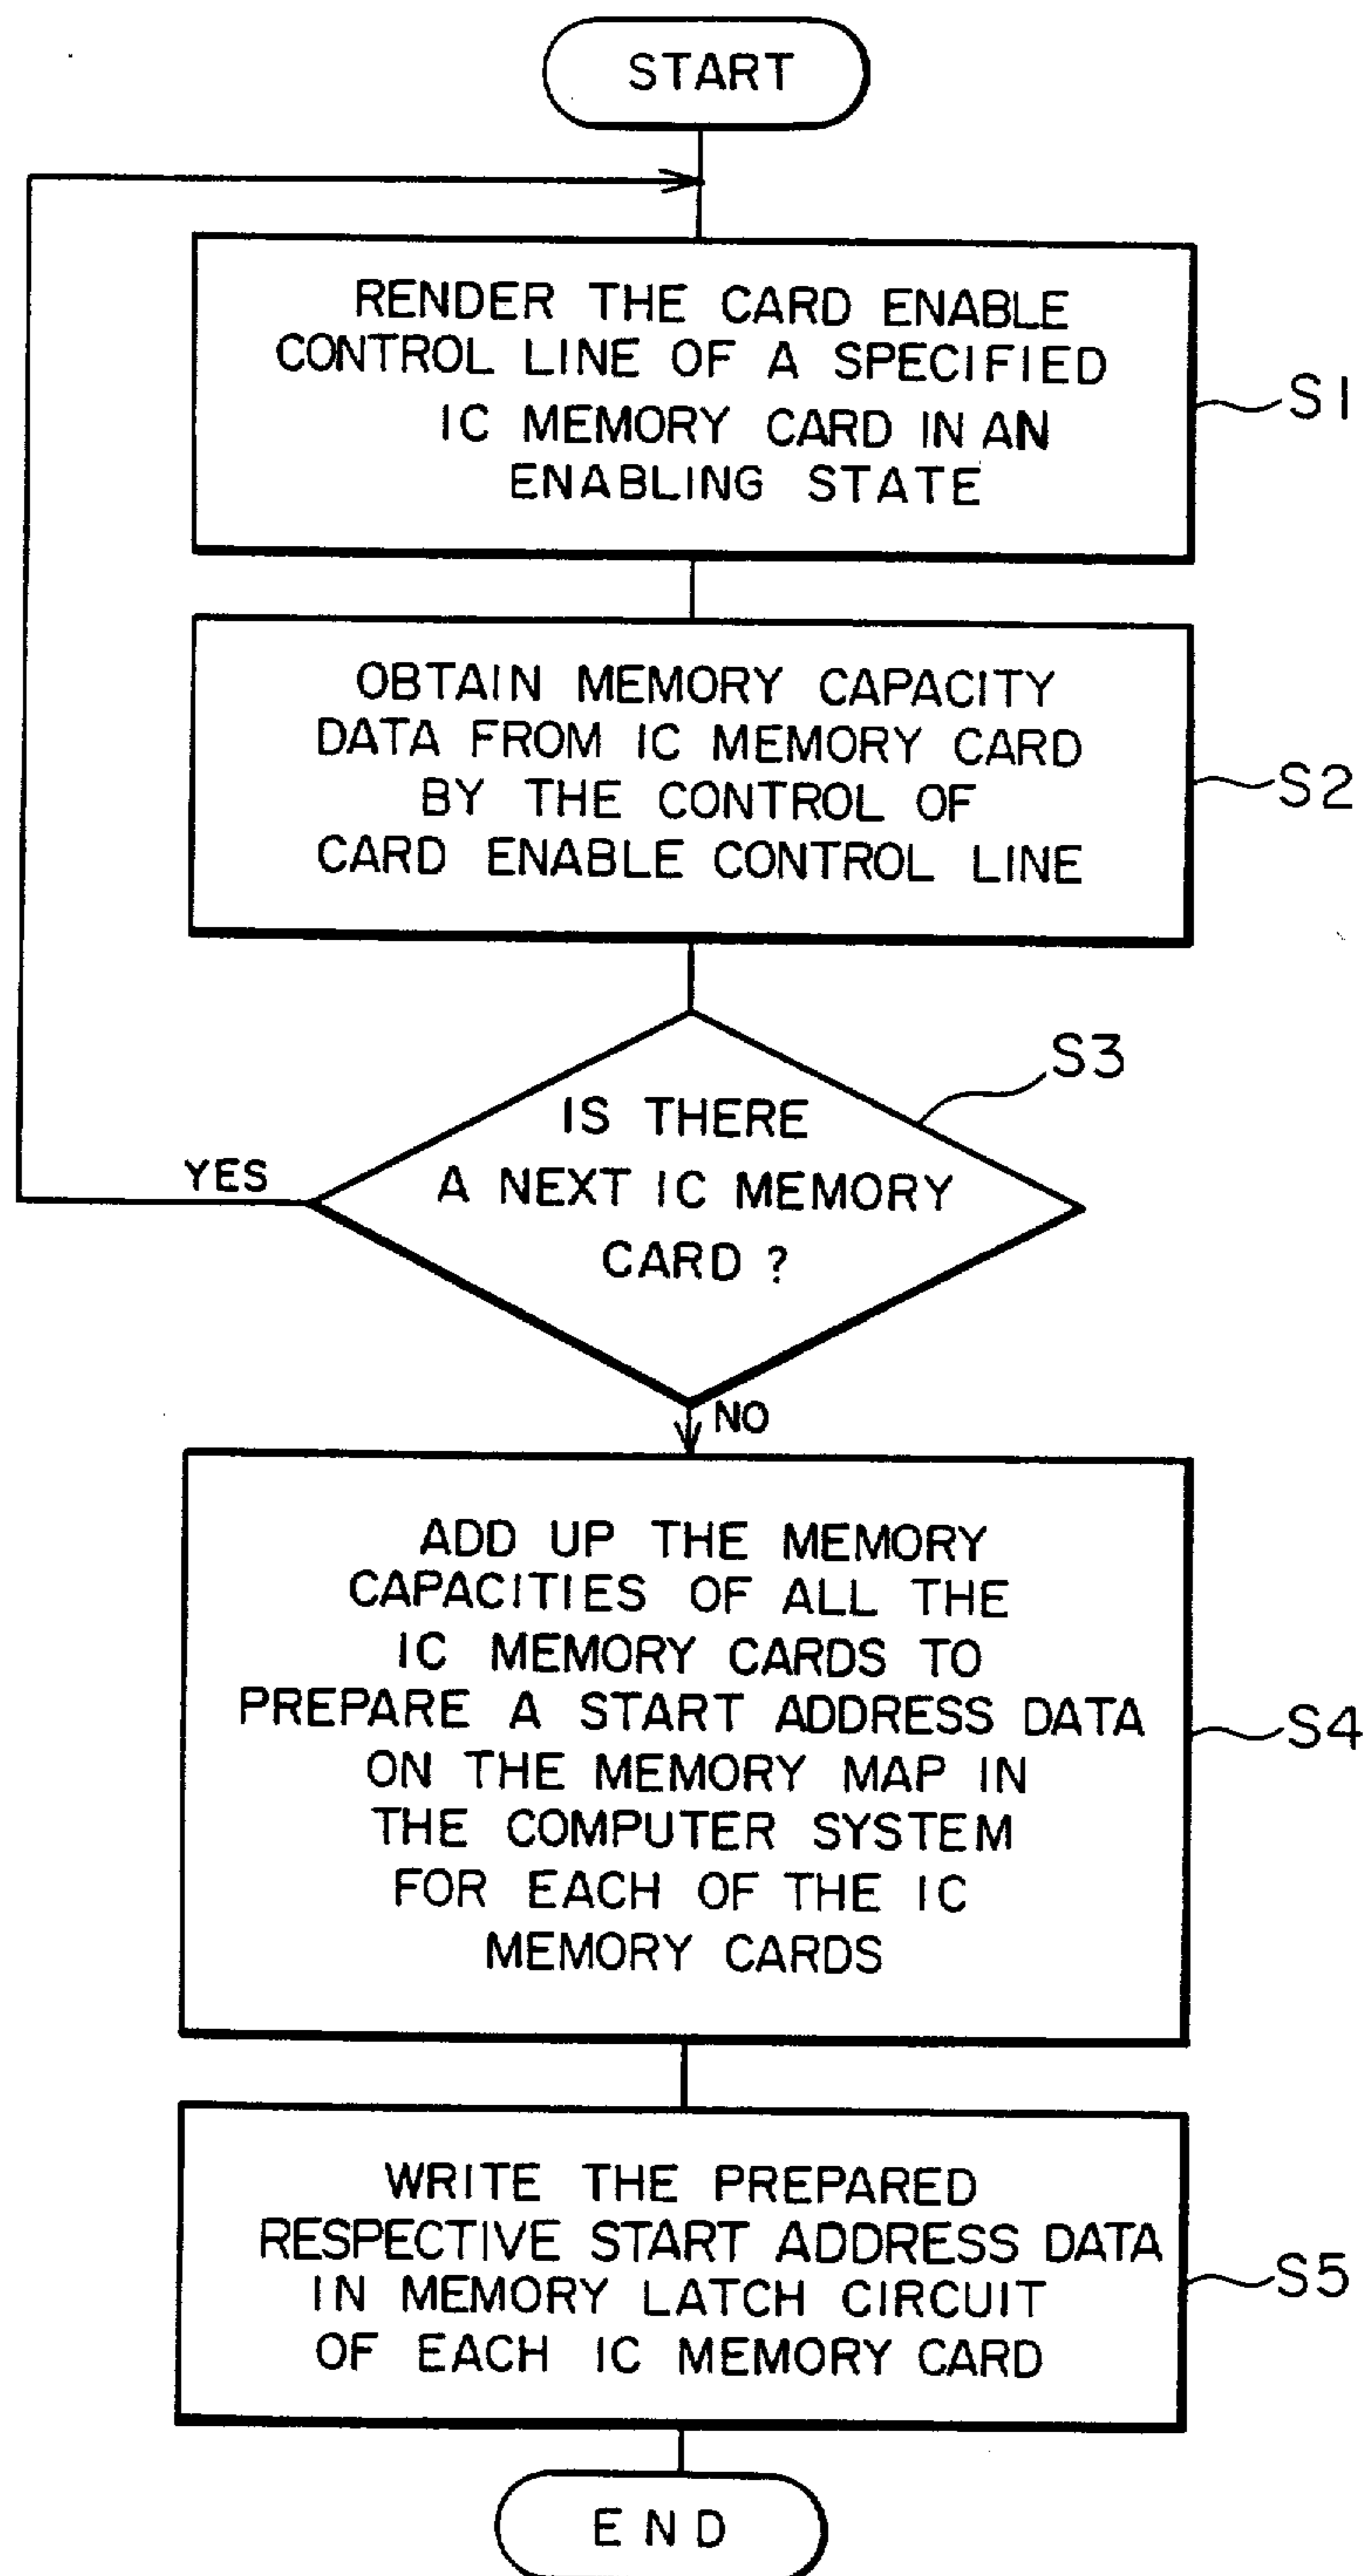 START
RENDER THE CARD ENABLE
CONTROL LINE OF A SPECIFIED
IC MEMORY CARD IN AN
ENABLING STATE
S1
OBTAIN MEMORY CAPACITY
DATA FROM IC MEMORY CARD
BY THE CONTROL OF
CARD ENABLE CONTROL LINE
S2
S3
IS THERE
A NEXT IC MEMORY
CARD ?
YES
NO
ADD UP THE MEMORY
CAPACITIES OF ALL THE
IC MEMORY CARDS TO
PREPARE A START ADDRESS DATA
ON THE MEMORY MAP IN
THE COMPUTER SYSTEM
FOR EACH OF THE IC
MEMORY CARDS
S4
WRITE THE PREPARED
RESPECTIVE START ADDRESS DATA
IN MEMORY LATCH CIRCUIT
OF EACH IC MEMORY CARD
S5
END